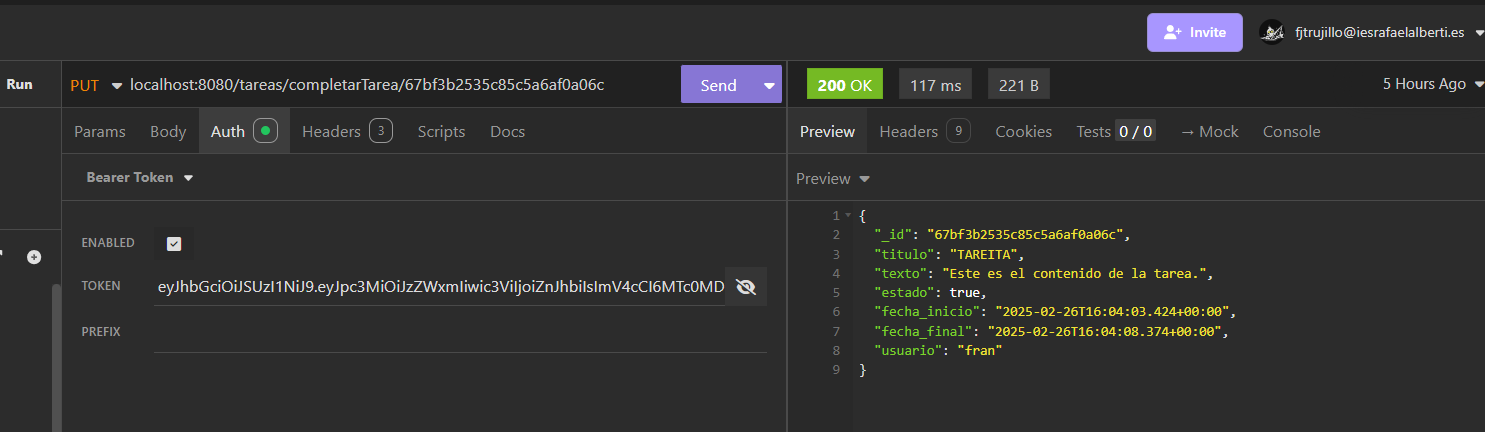 Invite
fjtrujillo@iesrafaelalberti.es
Run
PUT
localhost:8080/tareas/completarTarea/67bf3b2535c85c5a6af0a06c
Send
200 OK
117 ms
221 B
5 Hours Ago
Params
Body
Auth
Headers 3
Scripts
Docs
Preview
Headers 9
Cookies
Tests 0 / 0
→ Mock
Console
Bearer Token
Preview
ENABLED
TOKEN
eyJhbGciOiJSUzI1NiJ9.eyJpc3MiOiJzZWxmIiwic3ViIjoiZnJhbiIsImV4cCI6MTc0MD
PREFIX
1 {
2 "_id": "67bf3b2535c85c5a6af0a06c",
3 "titulo": "TAREITA",
4 "texto": "Este es el contenido de la tarea.",
5 "estado": true,
6 "fecha_inicio": "2025-02-26T16:04:03.424+00:00",
7 "fecha_final": "2025-02-26T16:04:08.374+00:00",
8 "usuario": "fran"
9 }